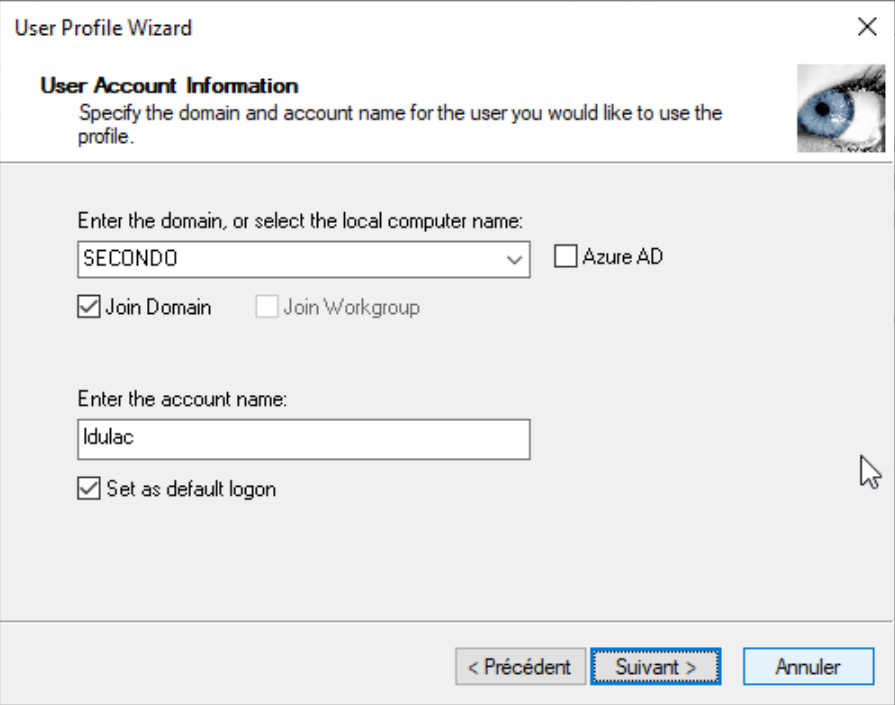 User Profile Wizard
User Account Information
Specify the domain and account name for the user you would like to use the
profile.
Enter the domain, or select the local computer name:
SECONDO
Azure AD
Join Domain
Join Workgroup
Enter the account name:
ldulac
Set as default logon
< Précédent
Suivant >
Annuler